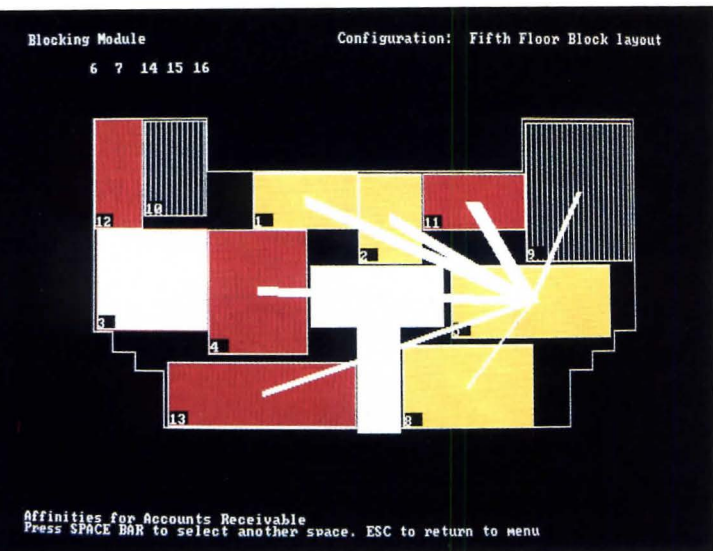 Blocking Module
Configuration: Fifth Floor Block layout
6 7 14 15 16
12
10
1
2
11
9
3
4
13
8
Affinities for Accounts Receivable
Press SPACE BAR to select another space. ESC to return to menu